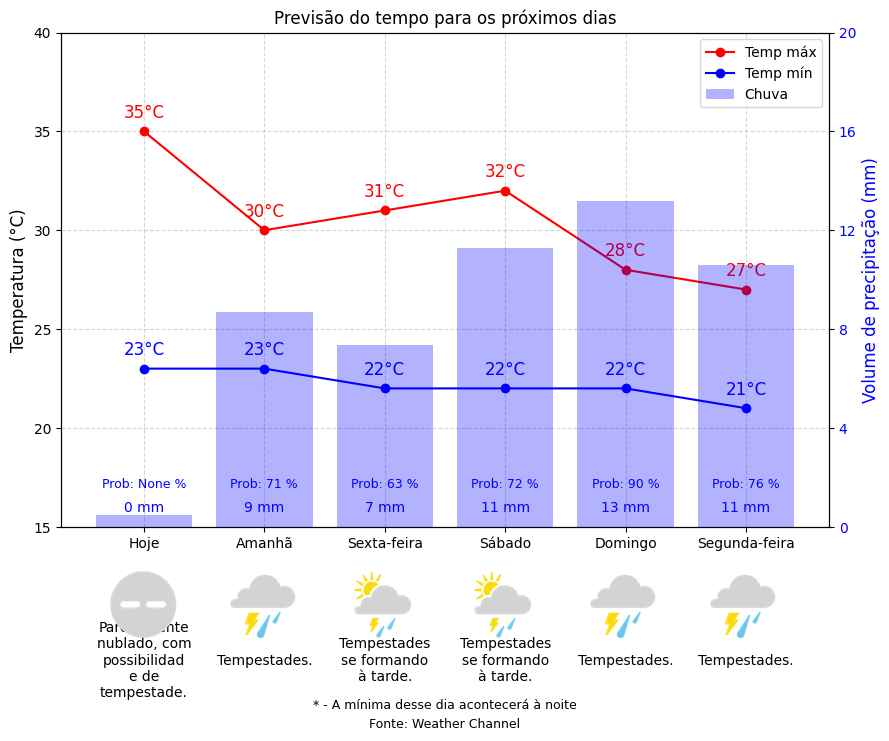 Previsão do tempo para os próximos dias
Temperatura (°C)
Volume de precipitação (mm)
40
35
30
25
20
15
20
16
12
8
4
0
Temp máx
Temp mín
Chuva
35°C
30°C
31°C
32°C
28°C
27°C
23°C
23°C
22°C
22°C
22°C
21°C
Prob: None %
Prob: 71 %
Prob: 63 %
Prob: 72 %
Prob: 90 %
Prob: 76 %
0 mm
9 mm
7 mm
11 mm
13 mm
11 mm
Hoje
Amanhã
Sexta-feira
Sábado
Domingo
Segunda-feira
nublado, com
possibilidad
e de
tempestade.
Tempestades.
Tempestades
se formando
à tarde.
Tempestades
se formando
à tarde.
Tempestades.
Tempestades.
* - A mínima desse dia acontecerá à noite
Fonte: Weather Channel